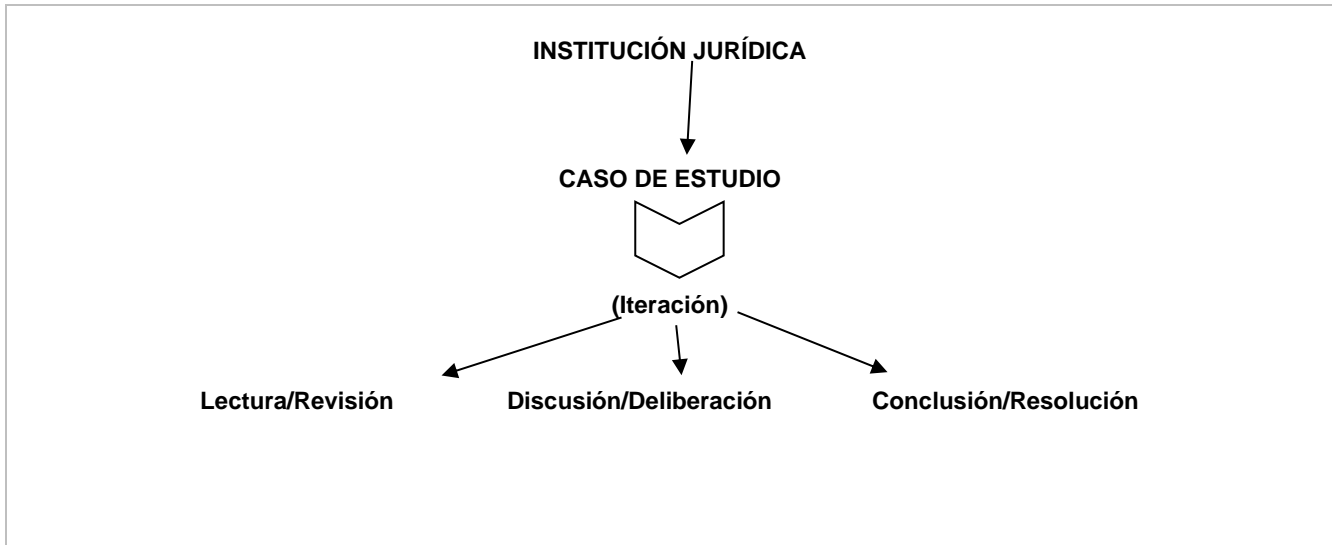 INSTITUCIÓN JURÍDICA
CASO DE ESTUDIO
(Iteración)
Lectura/Revisión
Discusión/Deliberación
Conclusión/Resolución